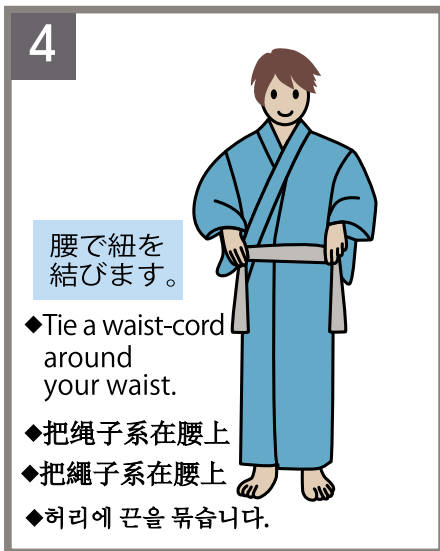 4
腰で紐を
結びます。
◆Tie a waist-cord
around
your waist.
◆把绳子系在腰上
◆把繩子系在腰上
◆허리에 끈을 묶습니다.